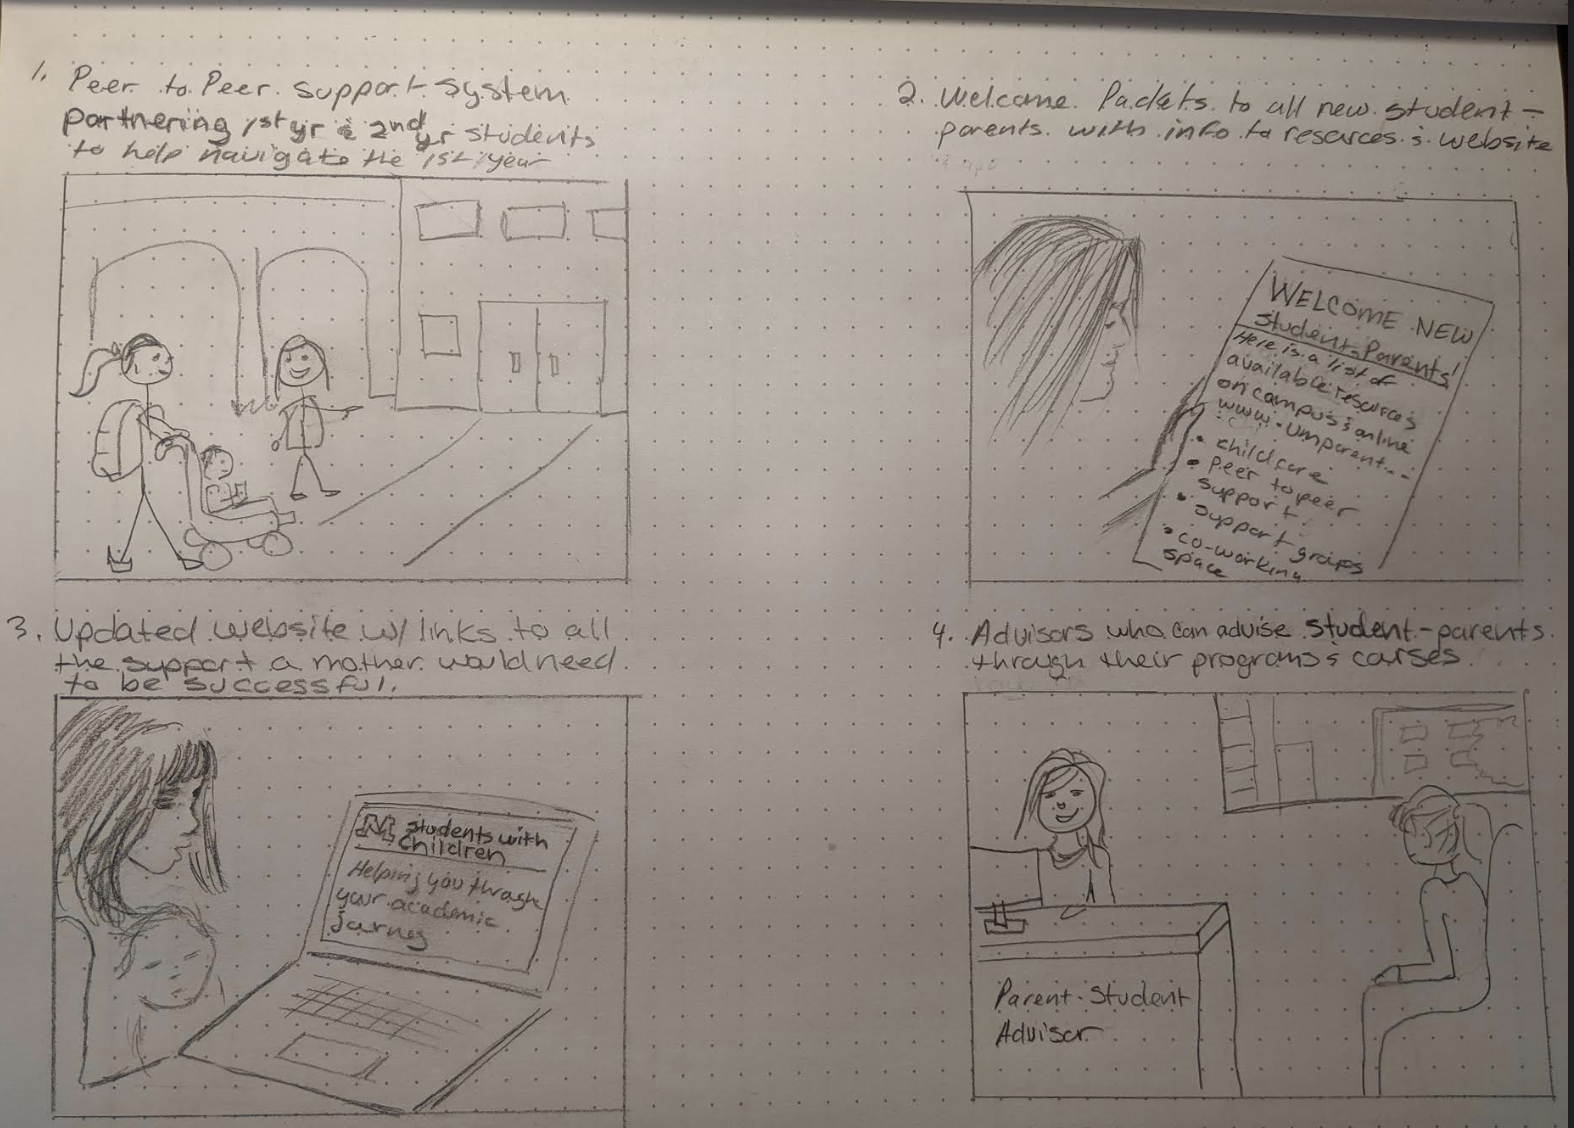 1. Peer to Peer support system
partnering 1st yr & 2nd yr students
to help navigate the 1st year
2. Welcome Packets to all new student-
parents with info to resources & website
WELCOME NEW
Students Parents!
Here is a list of
available resources
on campus & online
www.umparent...
• childcare
• Peer to peer
support
• support groups
• co-working
space
3. Updated website w/ links to all
the support a mother would need
to be successful.
M Students with
Children
Helping you through
your academic
Journey
4. Advisors who can advise student-parents
through their programs & courses
Parent-Student
Advisor